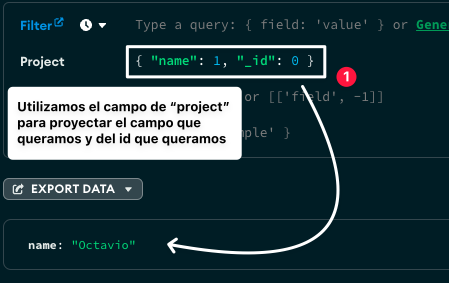 Filter Type a query: { field: 'value' } or Gene
Project { "name": 1, "_id": 0 }
1
or [['field', -1]]
Utilizamos el campo de “project”
para proyectar el campo que
queramos y del id que queramos
' }
EXPORT DATA
name: "Octavio"